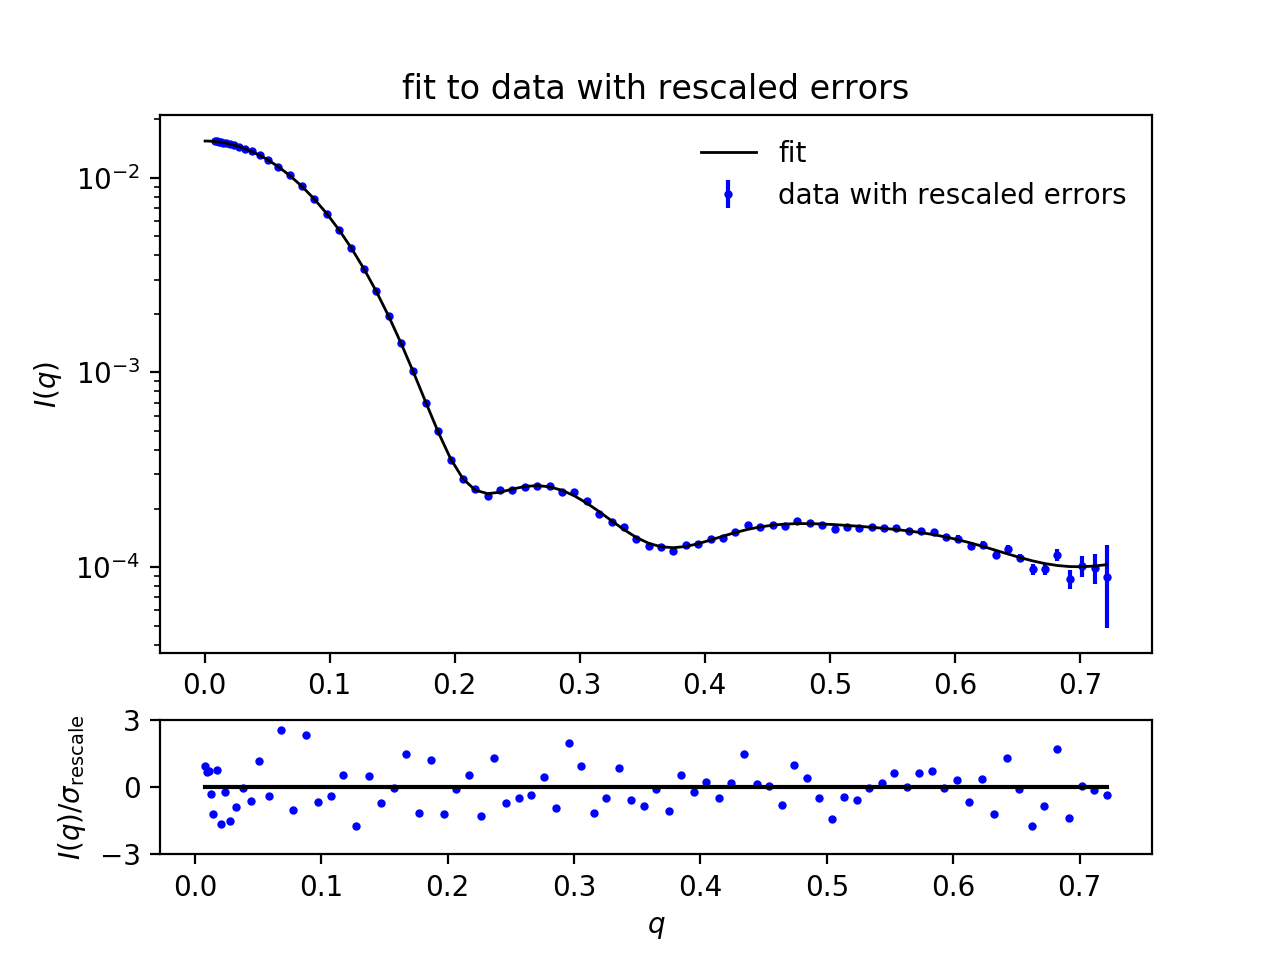 fit to data with rescaled errors
fit
data with rescaled errors
I(q)
10⁻²
10⁻³
10⁻⁴
0.0 0.1 0.2 0.3 0.4 0.5 0.6 0.7
I(q)/σrescale
3
0
−3
0.0 0.1 0.2 0.3 0.4 0.5 0.6 0.7
q